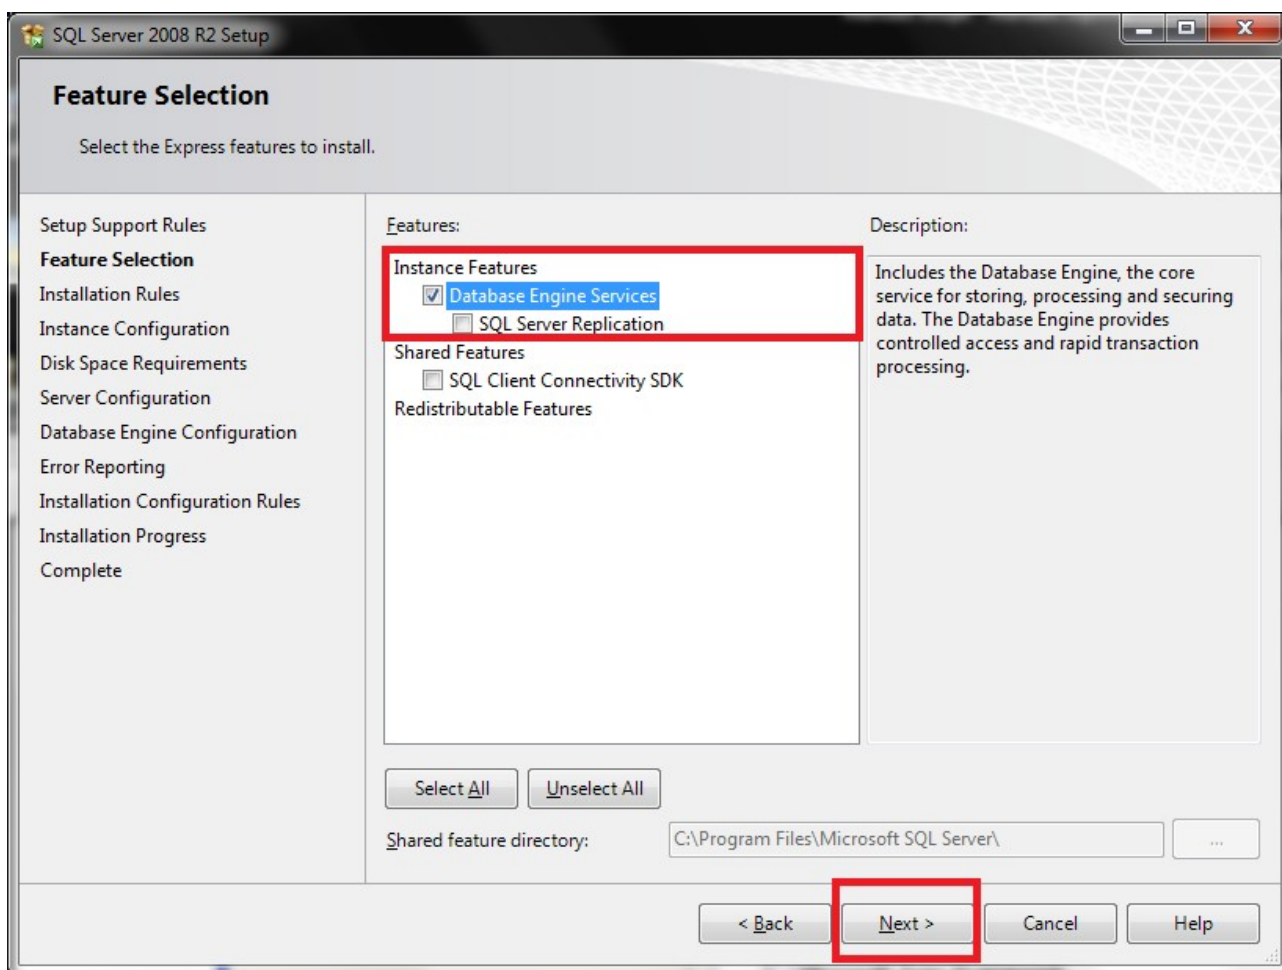 SQL Server 2008 R2 Setup
Feature Selection
Select the Express features to install.
Setup Support Rules
Feature Selection
Installation Rules
Instance Configuration
Disk Space Requirements
Server Configuration
Database Engine Configuration
Error Reporting
Installation Configuration Rules
Installation Progress
Complete
Features:
Instance Features
Database Engine Services
SQL Server Replication
Shared Features
SQL Client Connectivity SDK
Redistributable Features
Description:
Includes the Database Engine, the core
service for storing, processing and securing
data. The Database Engine provides
controlled access and rapid transaction
processing.
Select All
Unselect All
Shared feature directory:
C:\Program Files\Microsoft SQL Server\
...
< Back
Next >
Cancel
Help